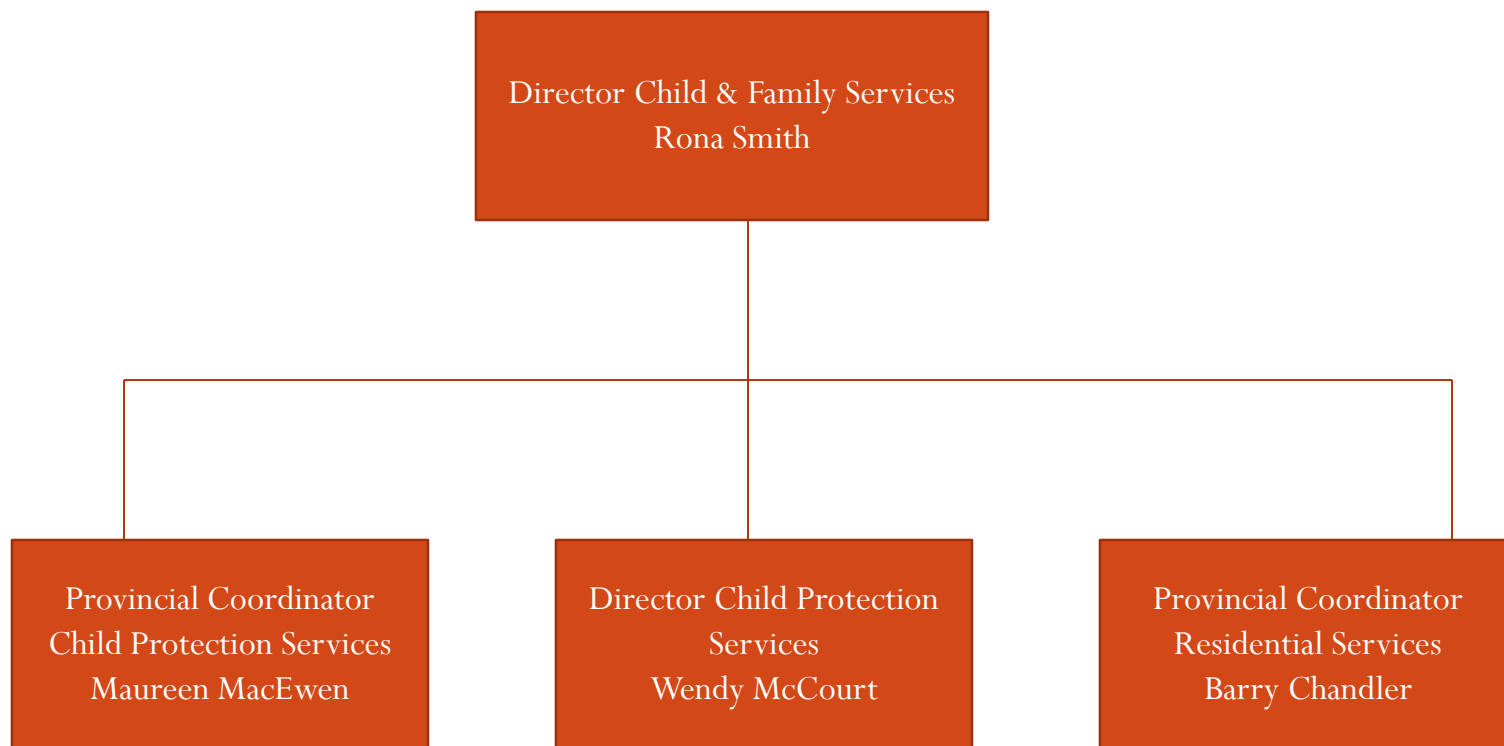 Director Child & Family Services
Rona Smith
Provincial Coordinator
Child Protection Services
Maureen MacEwen
Director Child Protection
Services
Wendy McCourt
Provincial Coordinator
Residential Services
Barry Chandler